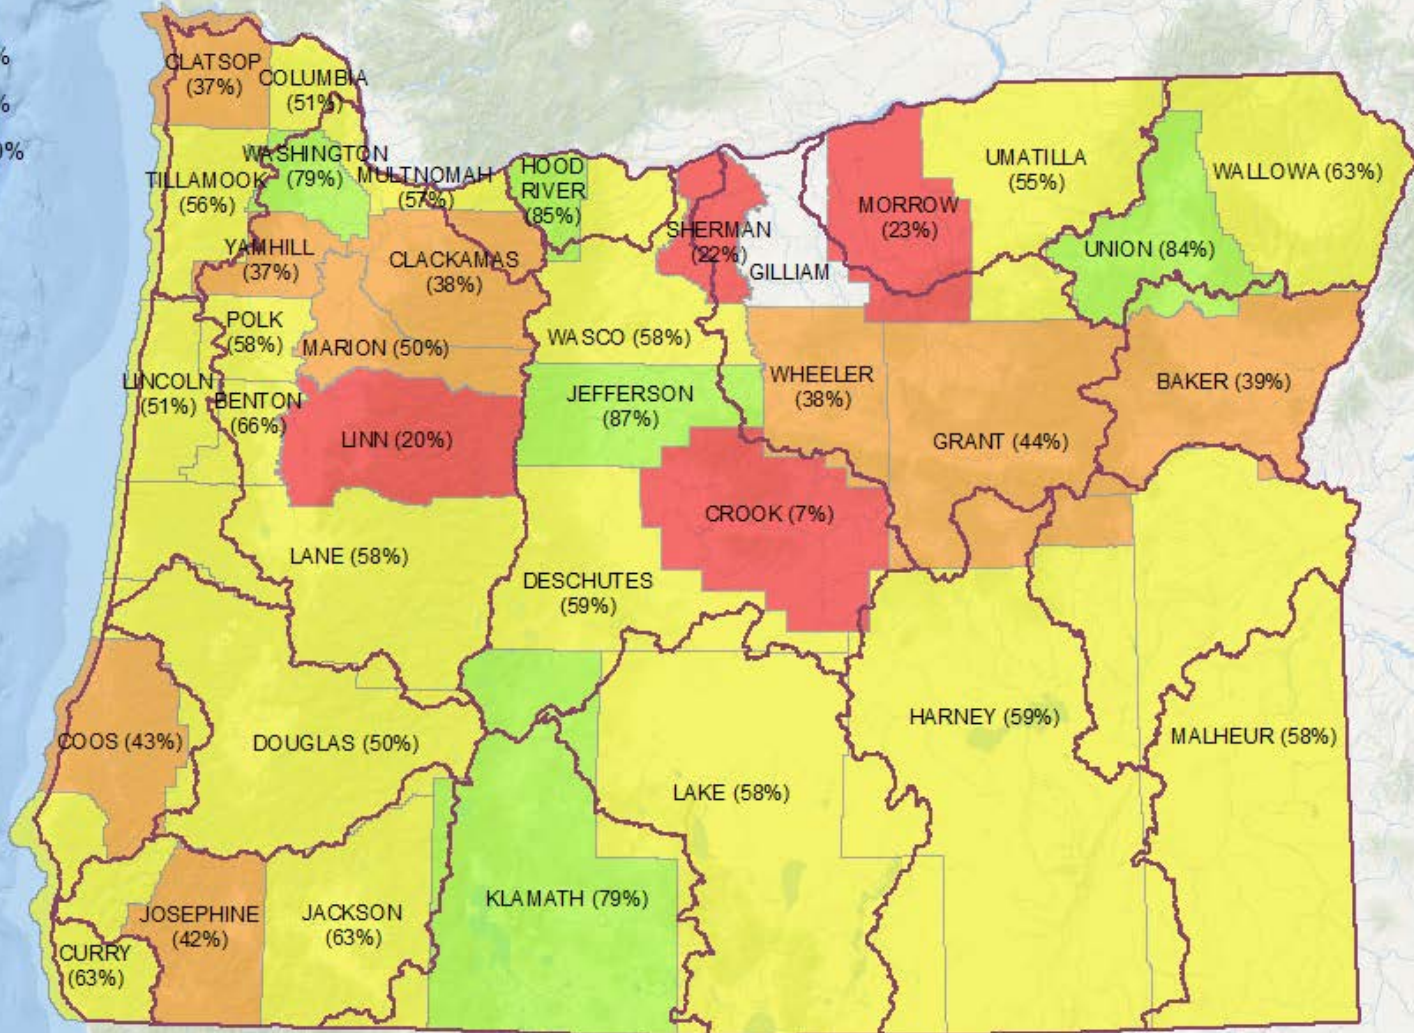 %
%
9%
CLATSOP
(37%)
COLUMBIA
(51%)
WASHINGTON
(79%)
TILLAMOOK
(56%)
MULTNOMAH
(57%)
HOOD
RIVER
(85%)
SHERMAN
(22%)
GILLIAM
MORROW
(23%)
UMATILLA
55%)
WALLOWA (63%)
UNION (84%)
YAMHILL
(37%)
CLACKAMAS
(38%)
POLK
(58%)
MARION (50%)
WASCO (58%)
LINCOLN
(51%)
BENTON
(66%)
LINN (20%)
JEFFERSON
(87%)
WHEELER
(38%)
GRANT (44%)
BAKER (39%)
CROOK (7%)
LANE (58%)
DESCHUTES
(59%)
COOS (43%)
DOUGLAS (50%)
LAKE (58%)
HARNEY (59%)
MALHEUR (58%)
KLAMATH (79%)
JOSEPHINE
(42%)
JACKSON
(63%)
CURRY
(63%)